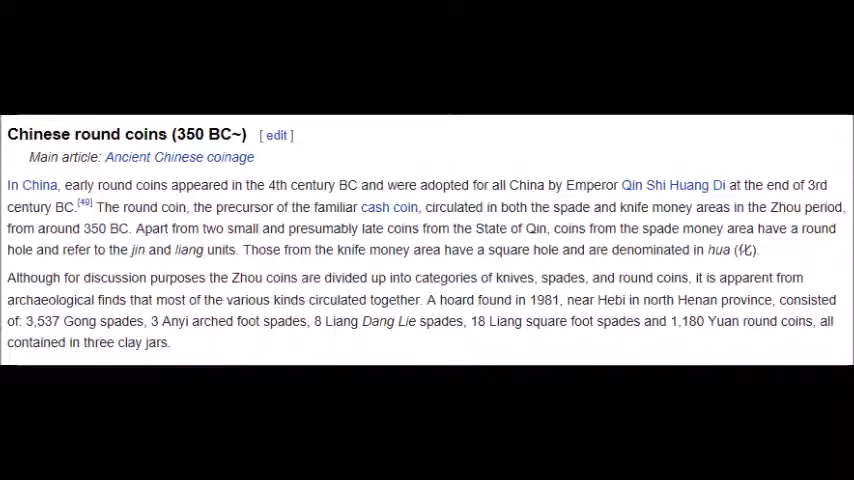 Chinese round coins (350 BC~) [ edit ]
Main article: Ancient Chinese coinage
In China, early round coins appeared in the 4th century BC and were adopted for all China by Emperor Qin Shi Huang Di at the end of 3rd
century BC.[49] The round coin, the precursor of the familiar cash coin, circulated in both the spade and knife money areas in the Zhou period,
from around 350 BC. Apart from two small and presumably late coins from the State of Qin, coins from the spade money area have a round
hole and refer to the jin and liang units. Those from the knife money area have a square hole and are denominated in hua (化).
Although for discussion purposes the Zhou coins are divided up into categories of knives, spades, and round coins, it is apparent from
archaeological finds that most of the various kinds circulated together. A hoard found in 1981, near Hebi in north Henan province, consisted
of: 3,537 Gong spades, 3 Anyi arched foot spades, 8 Liang Dang Lie spades, 18 Liang square foot spades and 1,180 Yuan round coins, all
contained in three clay jars.